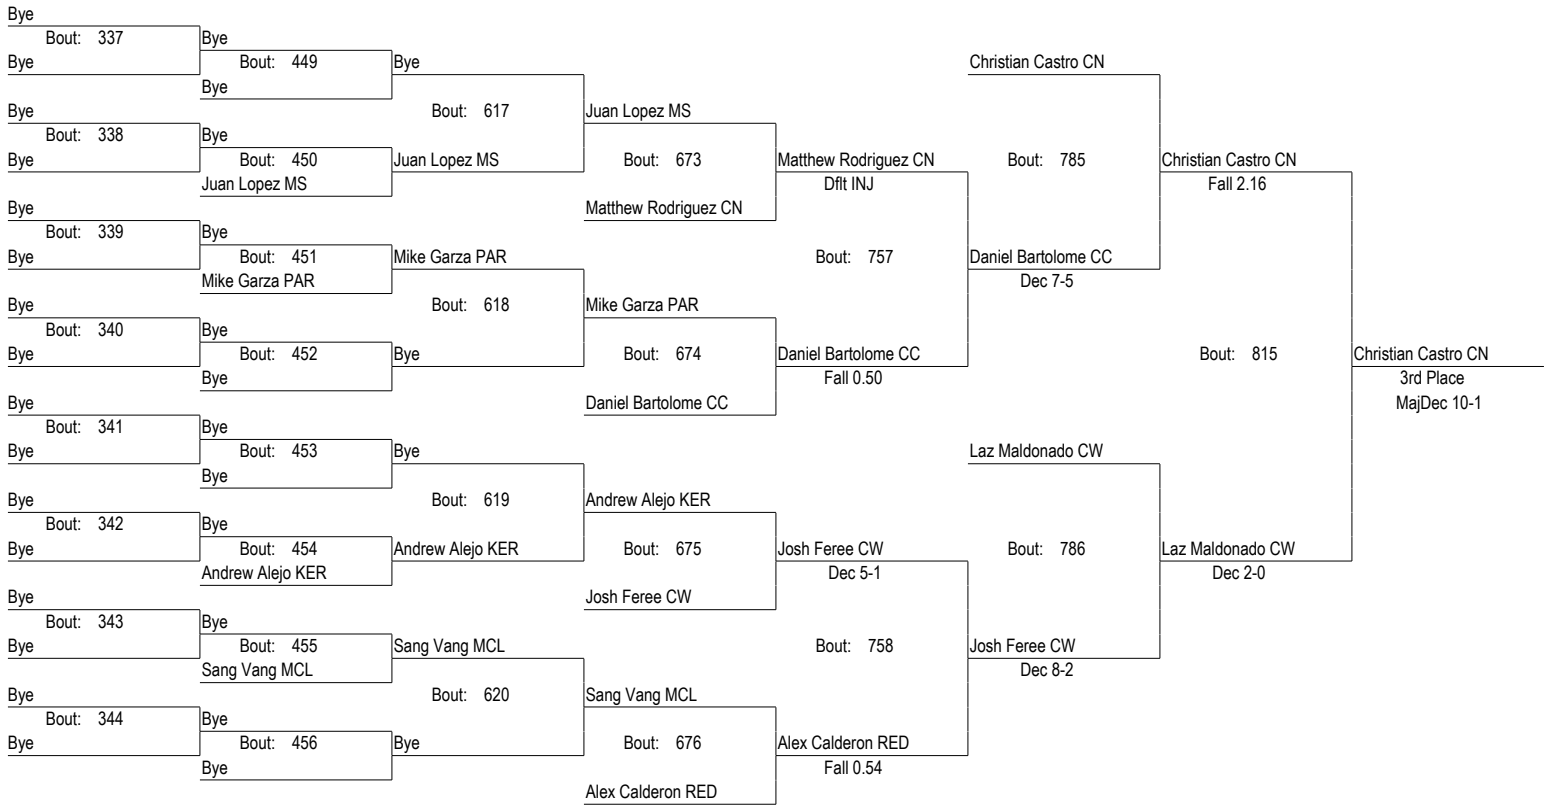 Bye
Bout: 337
Bye
Bye
Bout: 449
Bye
Bye
Bout: 338
Bye
Bye
Bout: 450
Juan Lopez MS
Bye
Bout: 617
Juan Lopez MS
Bye
Bout: 339
Bye
Bye
Bout: 451
Mike Garza PAR
Bye
Bout: 340
Bye
Bye
Bout: 452
Bye
Mike Garza PAR
Bout: 618
Bye
Bye
Bout: 341
Bye
Bye
Bout: 453
Bye
Bye
Bout: 342
Bye
Bye
Bout: 454
Andrew Alejo KER
Bye
Bout: 619
Andrew Alejo KER
Bye
Bout: 343
Bye
Bye
Bout: 455
Sang Vang MCL
Bye
Bout: 344
Bye
Bye
Bout: 456
Bye
Sang Vang MCL
Bout: 620
Bye
Juan Lopez MS
Bout: 673
Matthew Rodriguez CN
Mike Garza PAR
Bout: 674
Daniel Bartolome CC
Andrew Alejo KER
Bout: 675
Josh Feree CW
Sang Vang MCL
Bout: 676
Alex Calderon RED
Matthew Rodriguez CN
Dflt INJ
Bout: 757
Daniel Bartolome CC
Fall 0.50
Josh Feree CW
Dec 5-1
Bout: 758
Alex Calderon RED
Fall 0.54
Christian Castro CN
Bout: 785
Daniel Bartolome CC
Dec 7-5
Laz Maldonado CW
Bout: 786
Josh Feree CW
Dec 8-2
Christian Castro CN
Fall 2.16
Bout: 815
Laz Maldonado CW
Dec 2-0
Christian Castro CN
3rd Place
MajDec 10-1